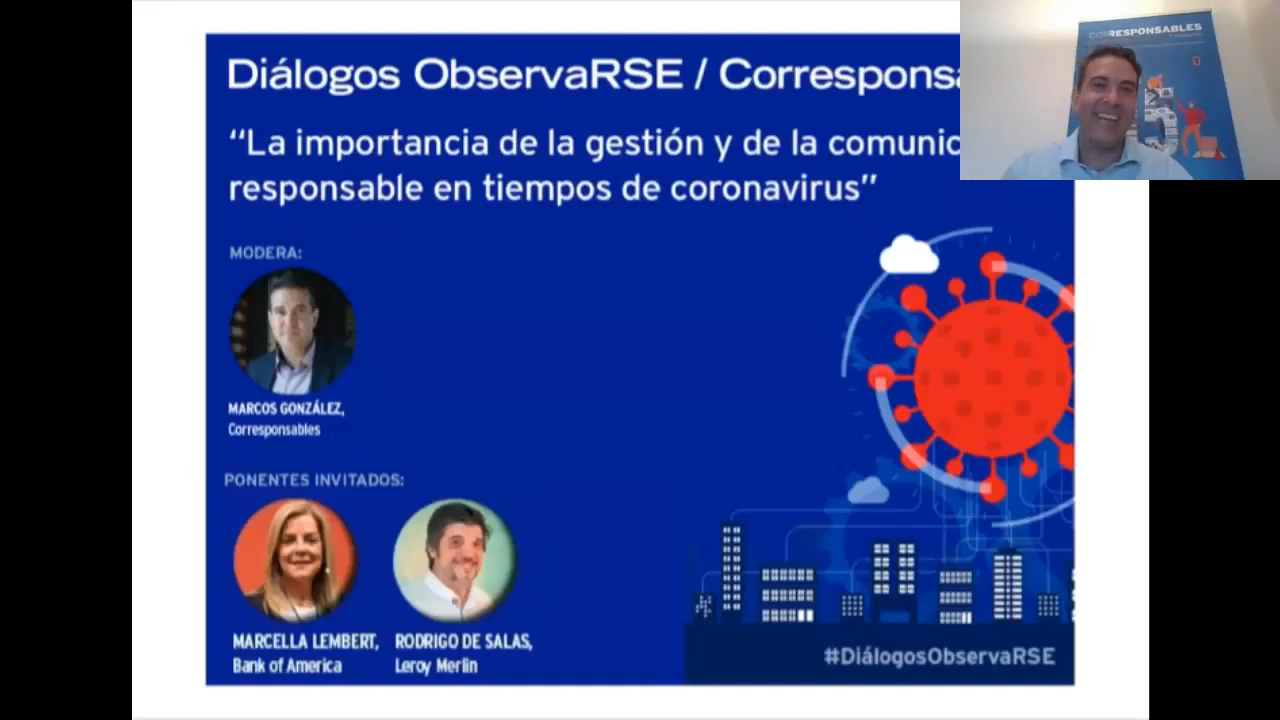 Diálogos ObservaRSE / Corresponsa
“La importancia de la gestión y de la comunic
responsable en tiempos de coronavirus”
MODERA:
MARCOS GONZÁLEZ,
Corresponsables
PONENTES INVITADOS:
MARCELLA LEMBERT,
Bank of America
RODRIGO DE SALAS,
Leroy Merlin
#DiálogosObservaRSE
CORRESPONSABLES